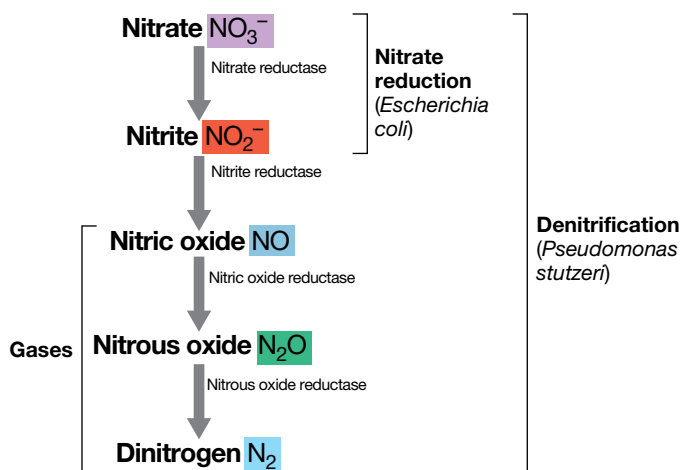 Nitrate NO₃⁻
Nitrate reductase
Nitrate
reduction
(Escherichia
coli)
Nitrite NO₂⁻
Nitrite reductase
Denitrification
(Pseudomonas
stutzeri)
Nitric oxide NO
Nitric oxide reductase
Gases
Nitrous oxide N₂O
Nitrous oxide reductase
Dinitrogen N₂